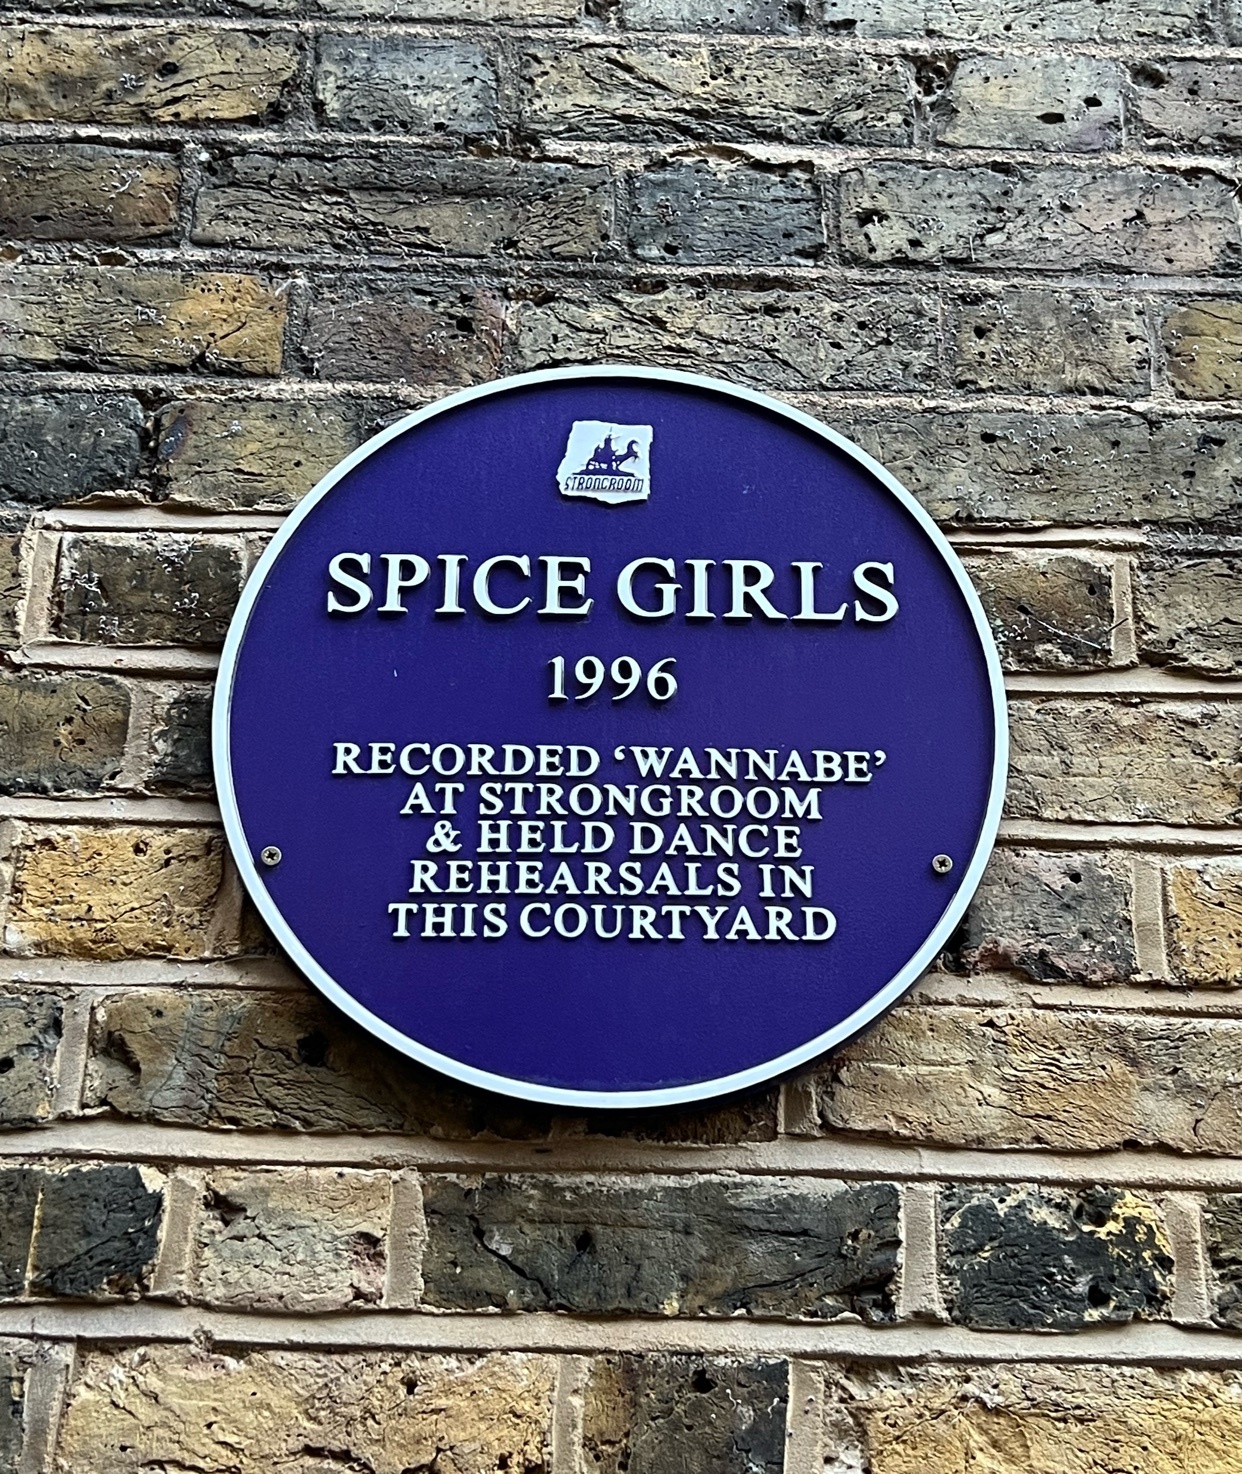 STRONGROOM
SPICE GIRLS
1996
RECORDED ‘WANNABE’
AT STRONGROOM
& HELD DANCE
REHEARSALS IN
THIS COURTYARD